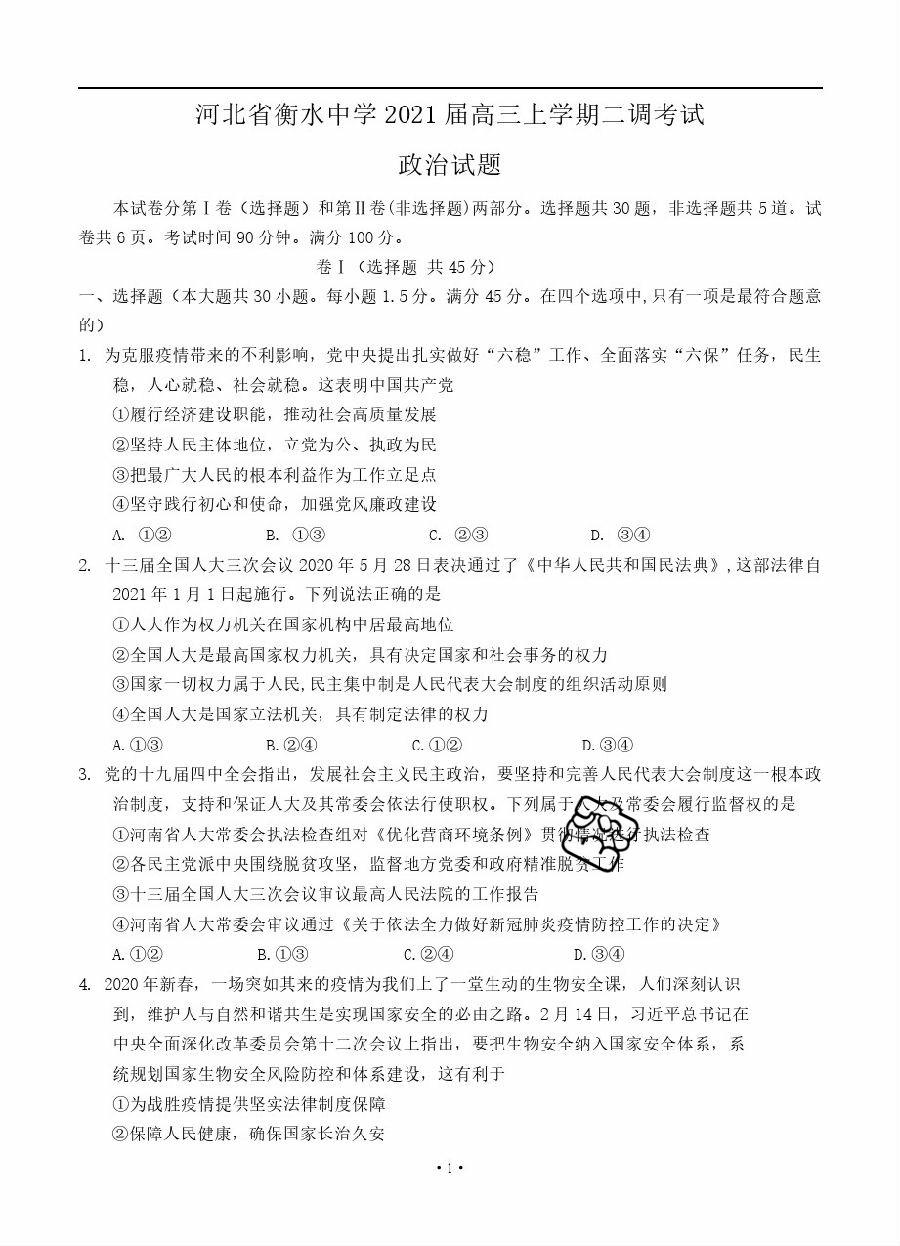 河北省衡水中学 2021 届高三上学期二调考试
政治试题
本试卷分第Ⅰ卷（选择题）和第Ⅱ卷(非选择题)两部分。选择题共 30 题，非选择题共 5 道。试
卷共 6 页。考试时间 90 分钟。满分 100 分。
卷Ⅰ（选择题 共 45 分）
一、选择题（本大题共 30 小题。每小题 1.5 分。满分 45 分。在四个选项中,只有一项是最符合题意
的）
1. 为克服疫情带来的不利影响，党中央提出扎实做好“六稳”工作、全面落实“六保”任务，民生
稳，人心就稳、社会就稳。这表明中国共产党
①履行经济建设职能，推动社会高质量发展
②坚持人民主体地位，立党为公、执政为民
③把最广大人民的根本利益作为工作立足点
④坚守践行初心和使命，加强党风廉政建设
A. ①② B. ①③ C. ②③ D. ③④
2. 十三届全国人大三次会议 2020 年 5 月 28 日表决通过了《中华人民共和国民法典》,这部法律自
2021 年 1 月 1 日起施行。下列说法正确的是
①人大作为权力机关在国家机构中居最高地位
②全国人大是最高国家权力机关，具有决定国家和社会事务的权力
③国家一切权力属于人民,民主集中制是人民代表大会制度的组织活动原则
④全国人大是国家立法机关，具有制定法律的权力
A.①③ B.②④ C.①② D.③④
3. 党的十九届四中全会指出，发展社会主义民主政治，要坚持和完善人民代表大会制度这一根本政
治制度，支持和保证人大及其常委会依法行使职权。下列属于人大及常委会履行监督权的是
①河南省人大常委会执法检查组对《优化营商环境条例》贯彻情况进行执法检查
②各民主党派中央围绕脱贫攻坚，监督地方党委和政府精准脱贫工作
③十三届全国人大三次会议审议最高人民法院的工作报告
④河南省人大常委会审议通过《关于依法全力做好新冠肺炎疫情防控工作的决定》
A.①② B.①③ C.②④ D.③④
4. 2020 年新春，一场突如其来的疫情为我们上了一堂生动的生物安全课，人们深刻认识
到，维护人与自然和谐共生是实现国家安全的必由之路。2 月 14 日，习近平总书记在
中央全面深化改革委员会第十二次会议上指出，要把生物安全纳入国家安全体系，系
统规划国家生物安全风险防控和体系建设，这有利于
①为战胜疫情提供坚实法律制度保障
②保障人民健康，确保国家长治久安
·1·